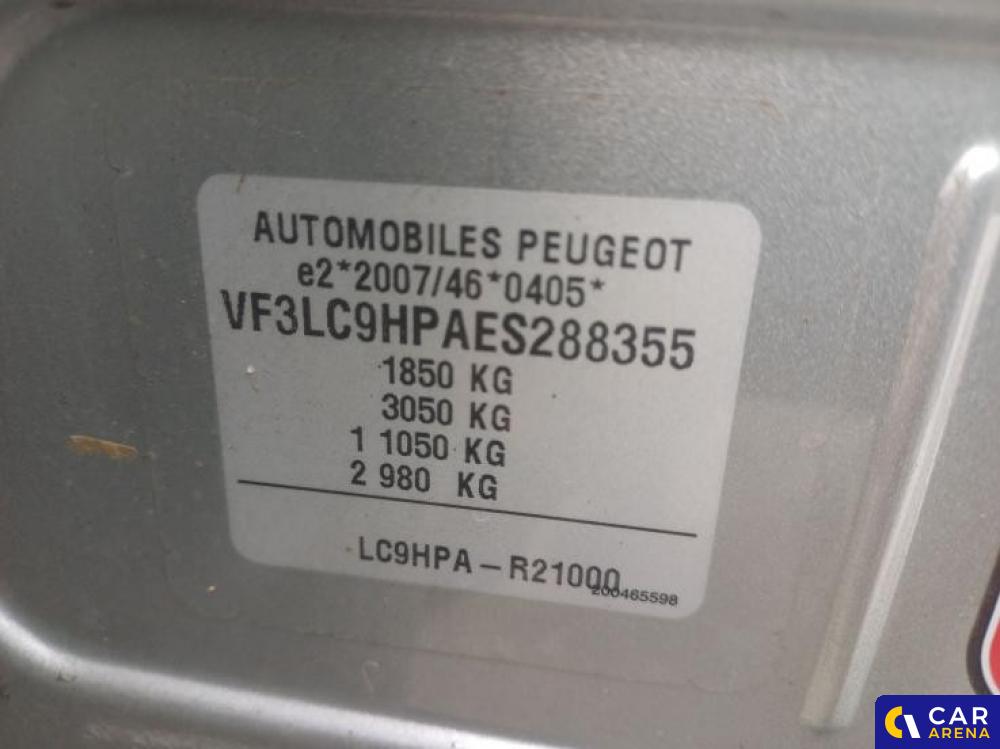 AUTOMOBILES PEUGEOT
e2*2007/46*0405*
VF3LC9HPAES288355
1850 KG
3050 KG
1 1050 KG
2 980 KG
LC9HPA – R21000
200465598
CAR
ARENA